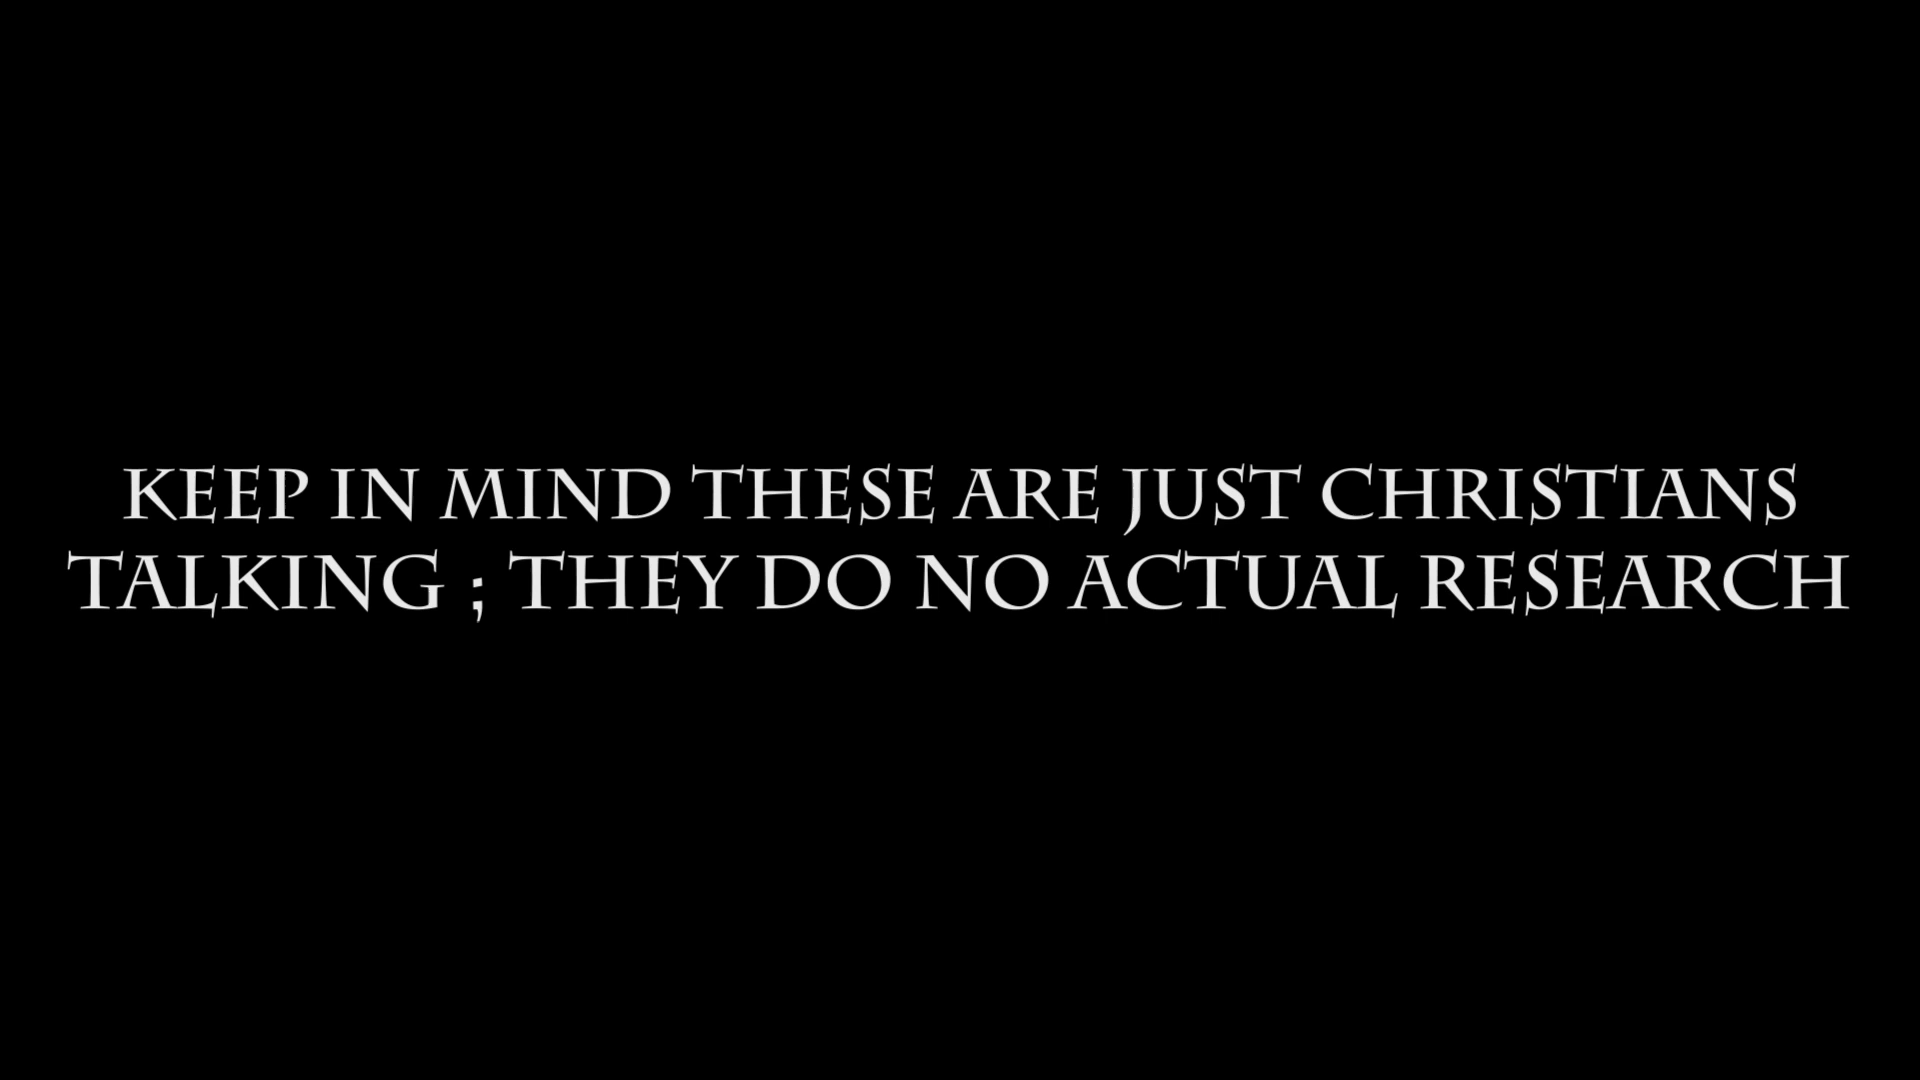 KEEP IN MIND THESE ARE JUST CHRISTIANS
TALKING ; THEY DO NO ACTUAL RESEARCH